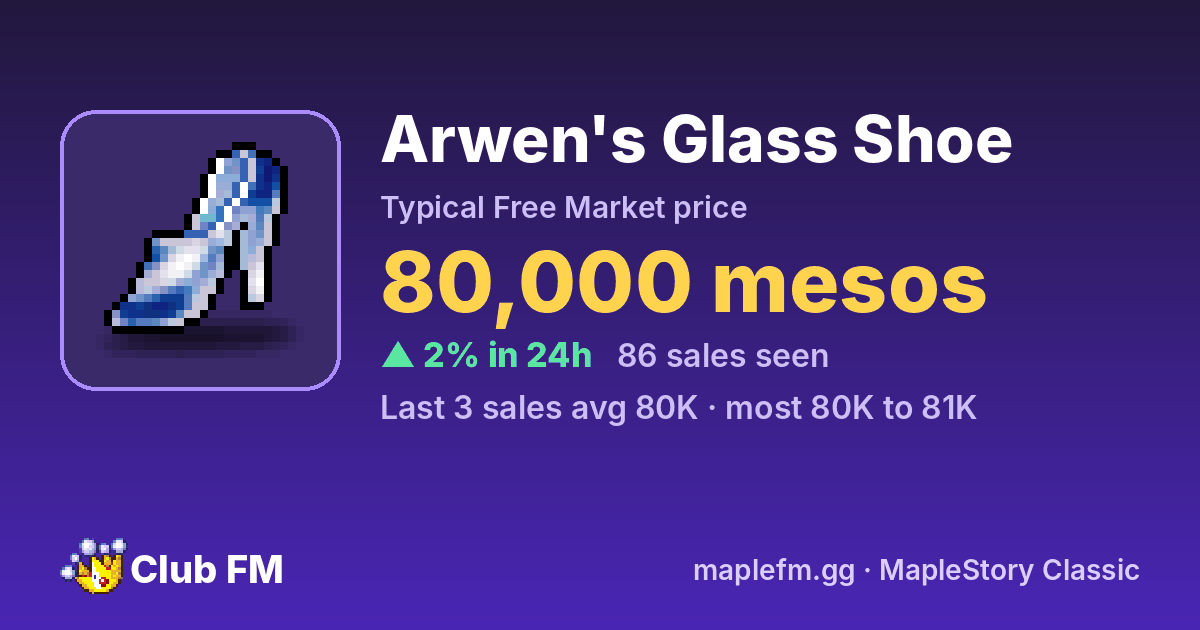 Arwen's Glass Shoe
Typical Free Market price
80,000 mesos
▲ 2% in 24h 86 sales seen
Last 3 sales avg 80K · most 80K to 81K
Club FM
maplefm.gg · MapleStory Classic